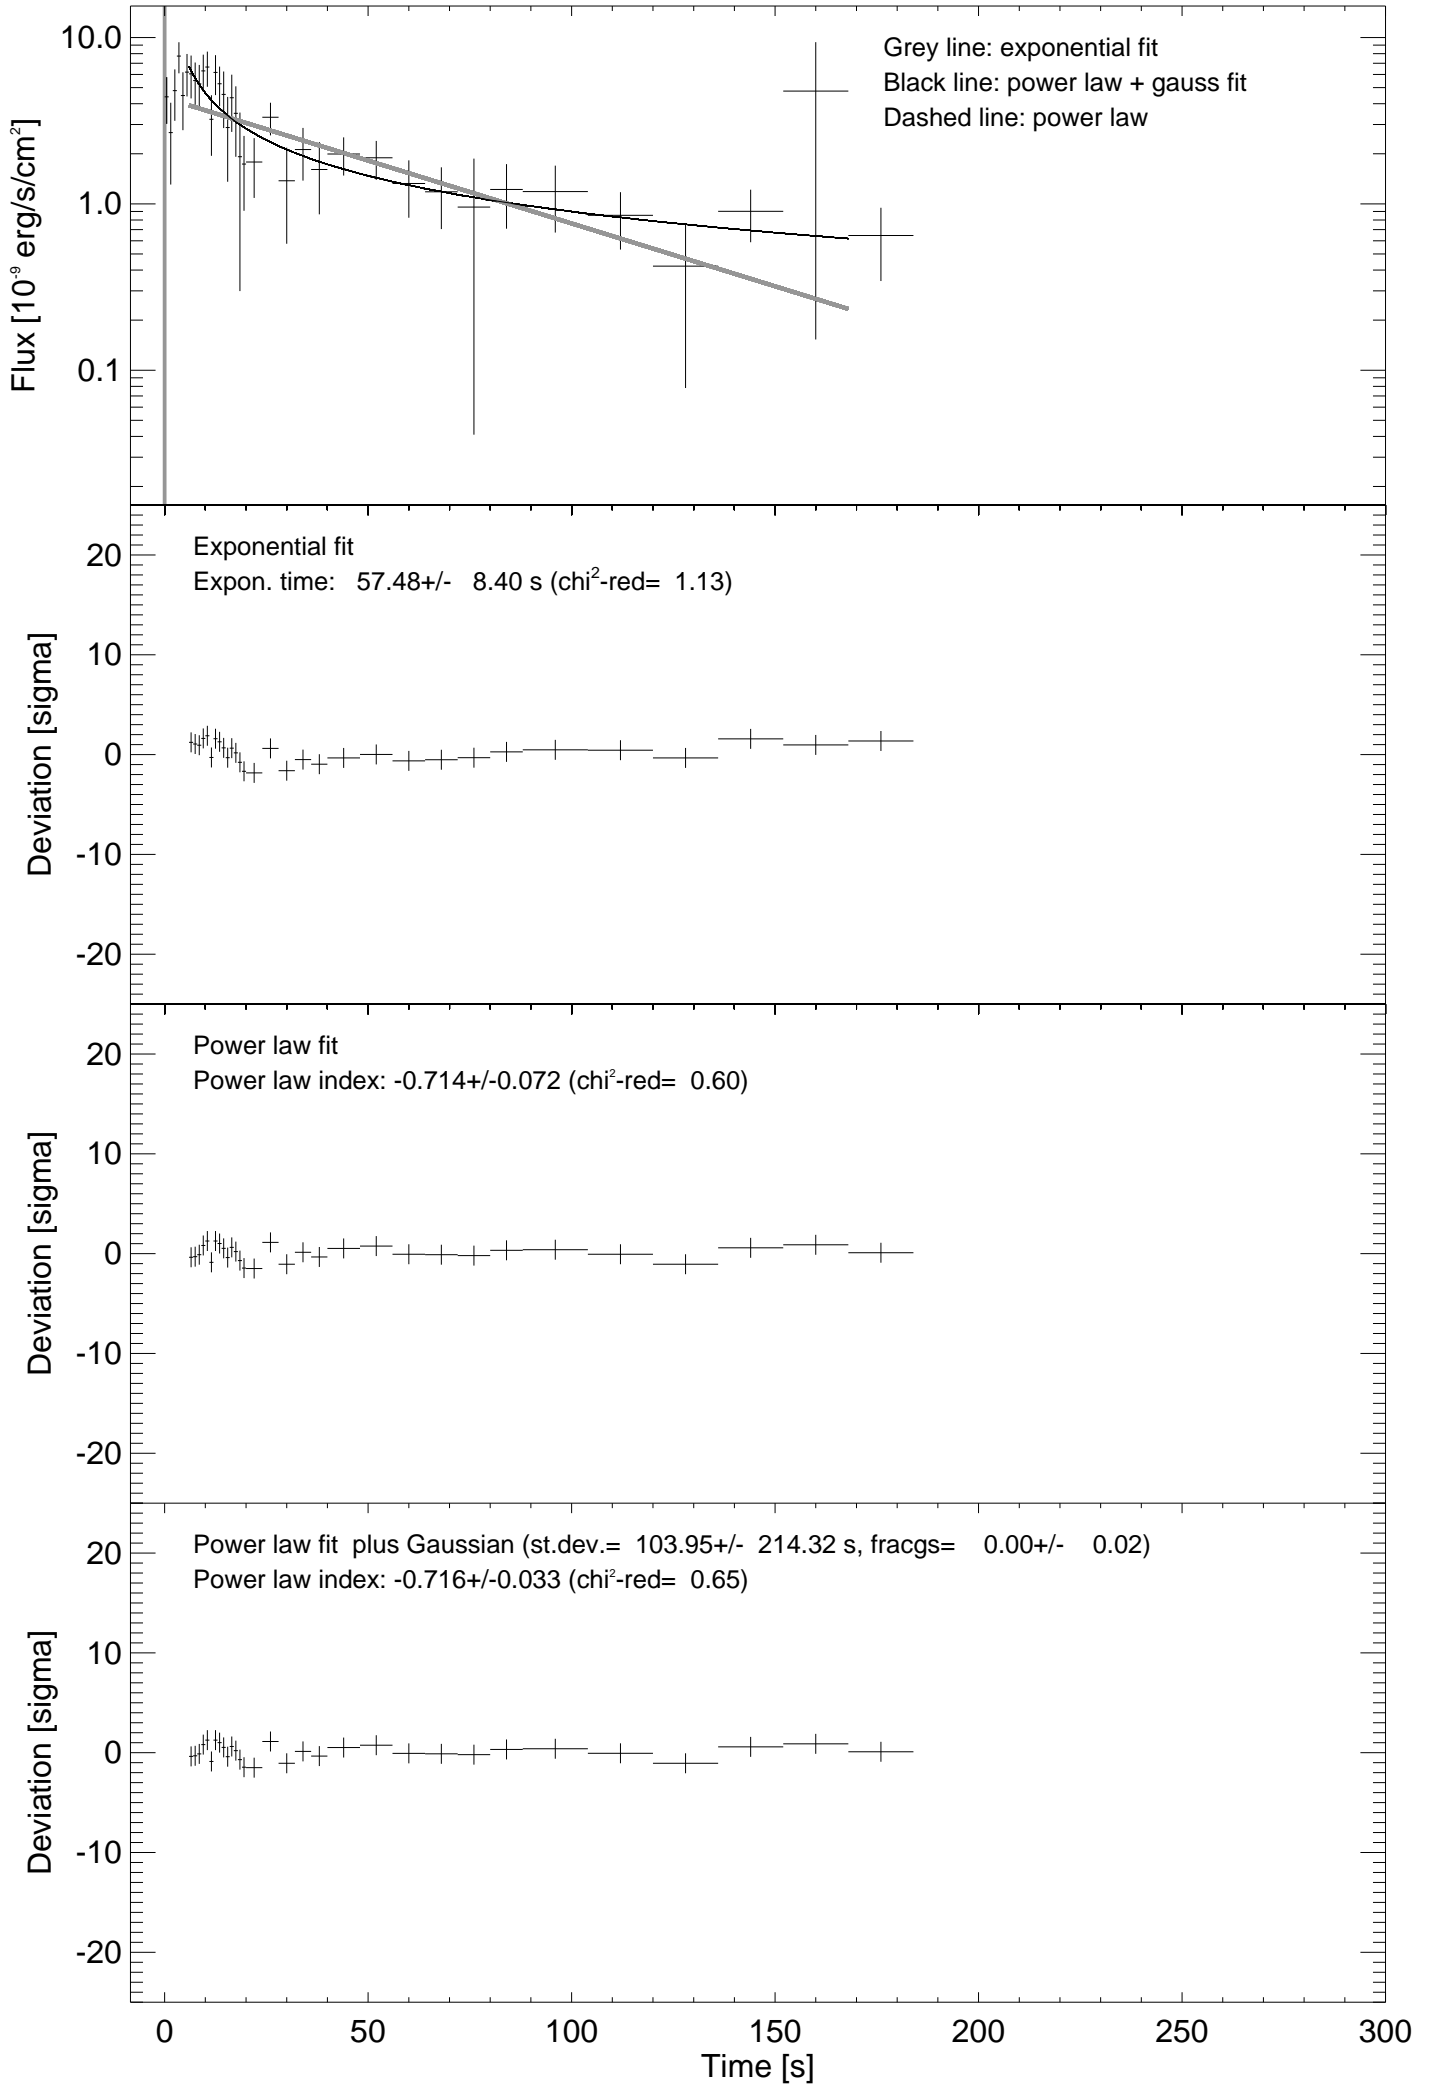 Grey line: exponential fit
Black line: power law + gauss fit
Dashed line: power law
10.0
1.0
0.1
Flux [10⁻⁹ erg/s/cm²]
Exponential fit
Expon. time: 57.48+/- 8.40 s (chi²-red= 1.13)
20
10
0
-10
-20
Deviation [sigma]
Power law fit
Power law index: -0.714+/-0.072 (chi²-red= 0.60)
20
10
0
-10
-20
Deviation [sigma]
Power law fit plus Gaussian (st.dev.= 103.95+/- 214.32 s, fracgs= 0.00+/- 0.02)
Power law index: -0.716+/-0.033 (chi²-red= 0.65)
20
10
0
-10
-20
Deviation [sigma]
0 50 100 150 200 250 300
Time [s]